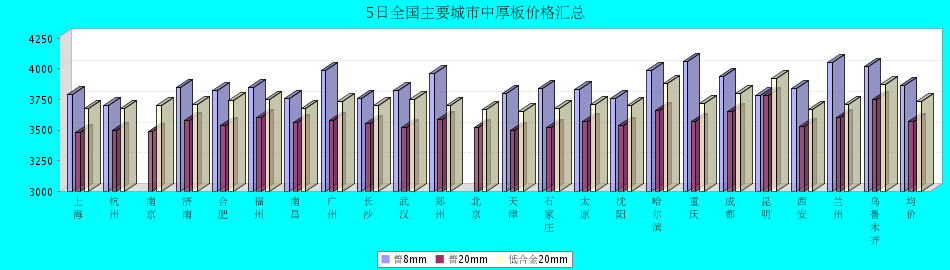 5日全国主要城市中厚板价格汇总
4250
4000
3750
3500
3250
3000
上海
杭州
南京
济南
合肥
福州
南昌
广州
长沙
武汉
郑州
北京
天津
石家庄
太原
沈阳
哈尔滨
重庆
成都
昆明
西安
兰州
乌鲁木齐
均价
普8mm 普20mm 低合金20mm